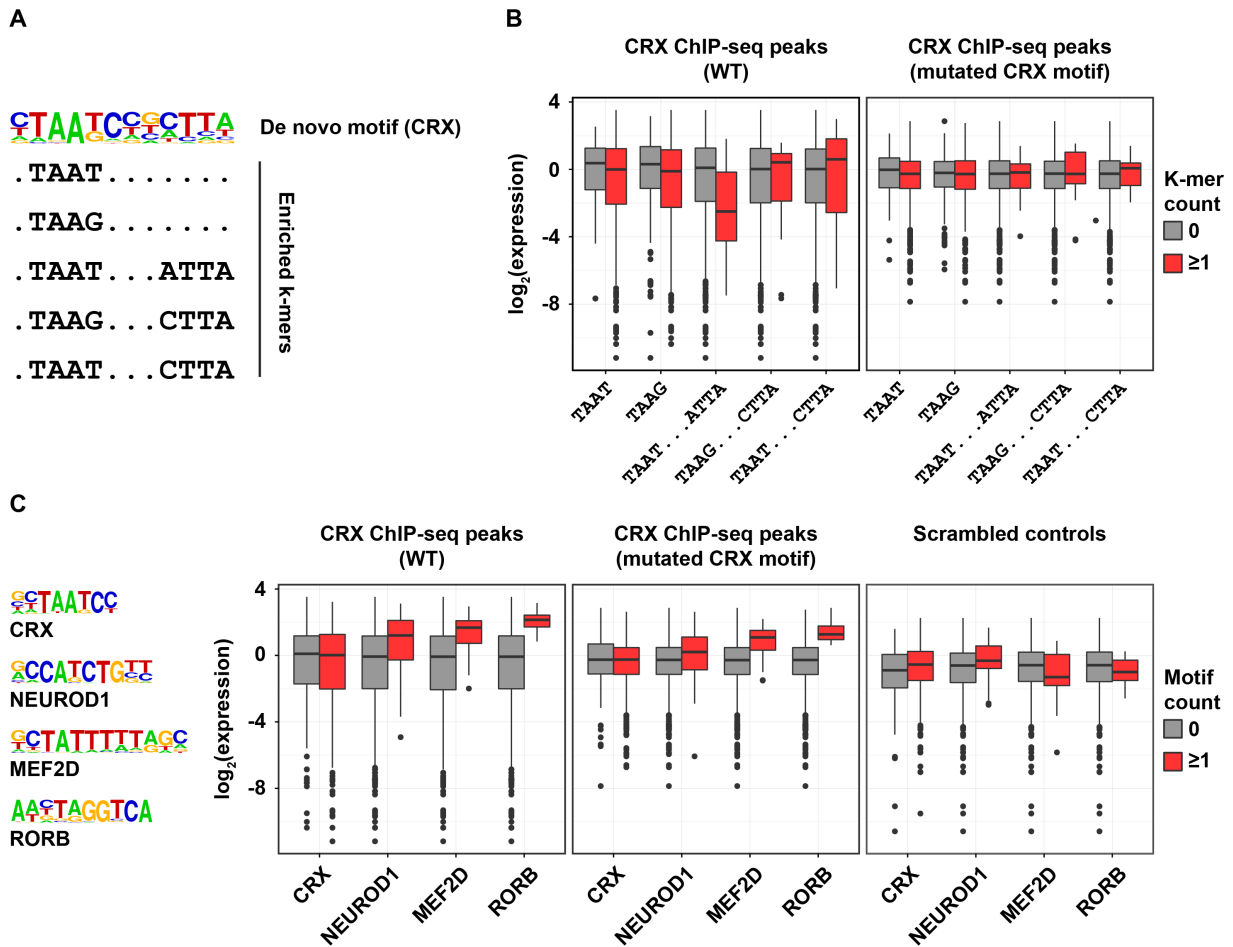 A
De novo motif (CRX)
.TAAT.......
.TAAG.......
.TAAT...ATTA
.TAAG...CTTA
.TAAT...CTTA
Enriched k-mers
B
CRX ChIP-seq peaks
(WT)
CRX ChIP-seq peaks
(mutated CRX motif)
log2(expression)
4
0
-4
-8
TAAT
TAAG
TAAT...ATTA
TAAG...CTTA
TAAT...CTTA
TAAT
TAAG
TAAT...ATTA
TAAG...CTTA
TAAT...CTTA
K-mer
count
0
≥1
C
CRX
NEUROD1
MEF2D
RORB
CRX ChIP-seq peaks
(WT)
CRX ChIP-seq peaks
(mutated CRX motif)
Scrambled controls
log2(expression)
4
0
-4
-8
CRX
NEUROD1
MEF2D
RORB
CRX
NEUROD1
MEF2D
RORB
CRX
NEUROD1
MEF2D
RORB
Motif
count
0
≥1